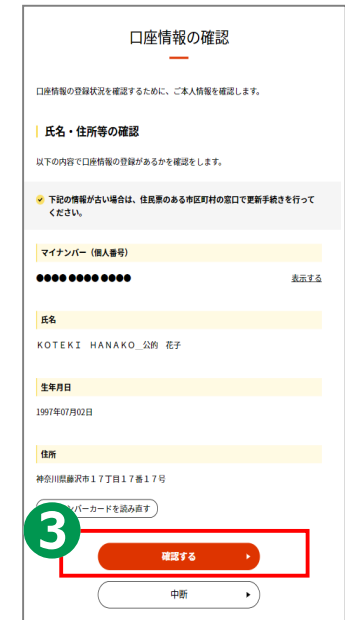 口座情報の確認
口座情報の登録状況を確認するために、ご本人情報を確認します。
氏名・住所等の確認
以下の内容で口座情報の登録があるかを確認をします。
下記の情報が古い場合は、住民票のある市区町村の窓口で更新手続きを行って
ください。
マイナンバー（個人番号）
●●●● ●●●● ●●●● 表示する
氏名
ＫＯＴＥＫＩ　ＨＡＮＡＫＯ＿公的　花子
生年月日
1997年07月02日
住所
神奈川県藤沢市１７丁目１７番１７号
ンバーカードを読み直す
3
確認する
中断